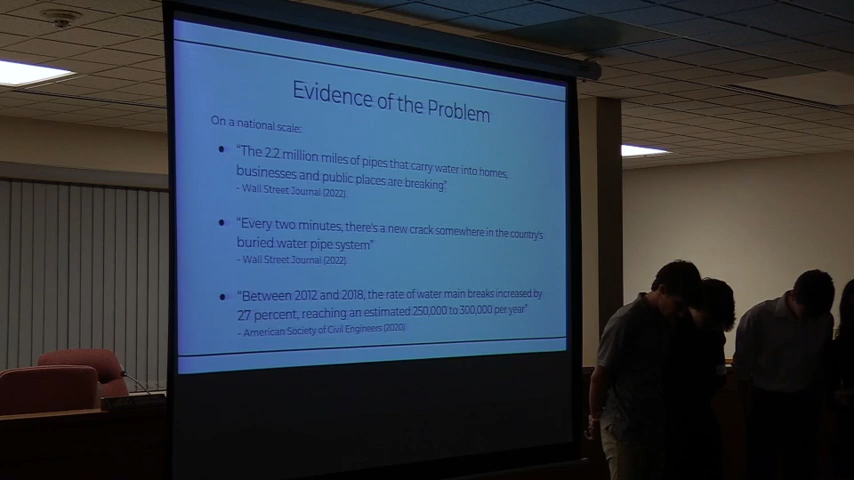 Evidence of the Problem
On a national scale:
• "The 2.2 million miles of pipes that carry water into homes,
businesses and public places are breaking"
- Wall Street Journal (2022)
• "Every two minutes, there's a new crack somewhere in the country's
buried water pipe system"
- Wall Street Journal (2022)
• "Between 2012 and 2018, the rate of water main breaks increased by
27 percent, reaching an estimated 250,000 to 300,000 per year"
- American Society of Civil Engineers (2020)